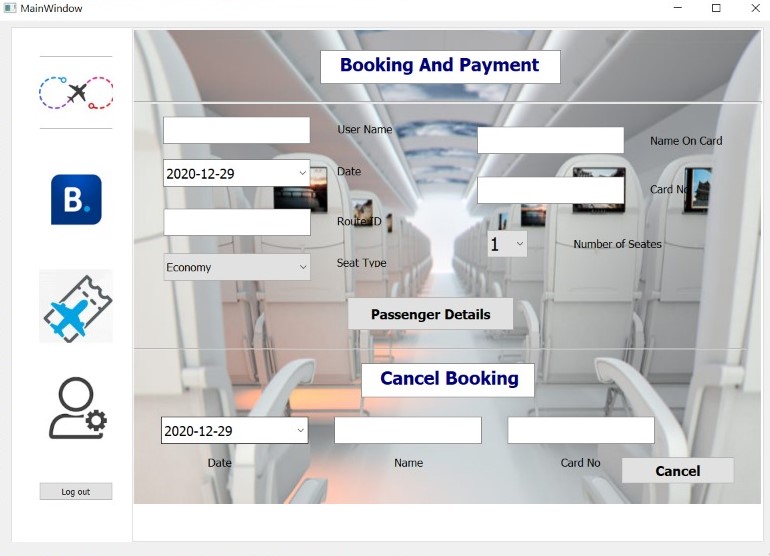 MainWindow
Booking And Payment
User Name
Name On Card
2020-12-29
Date
Card No
Route ID
1
Number of Seates
Economy
Seat Type
Passenger Details
B.
Cancel Booking
2020-12-29
Date
Name
Card No
Cancel
Log out